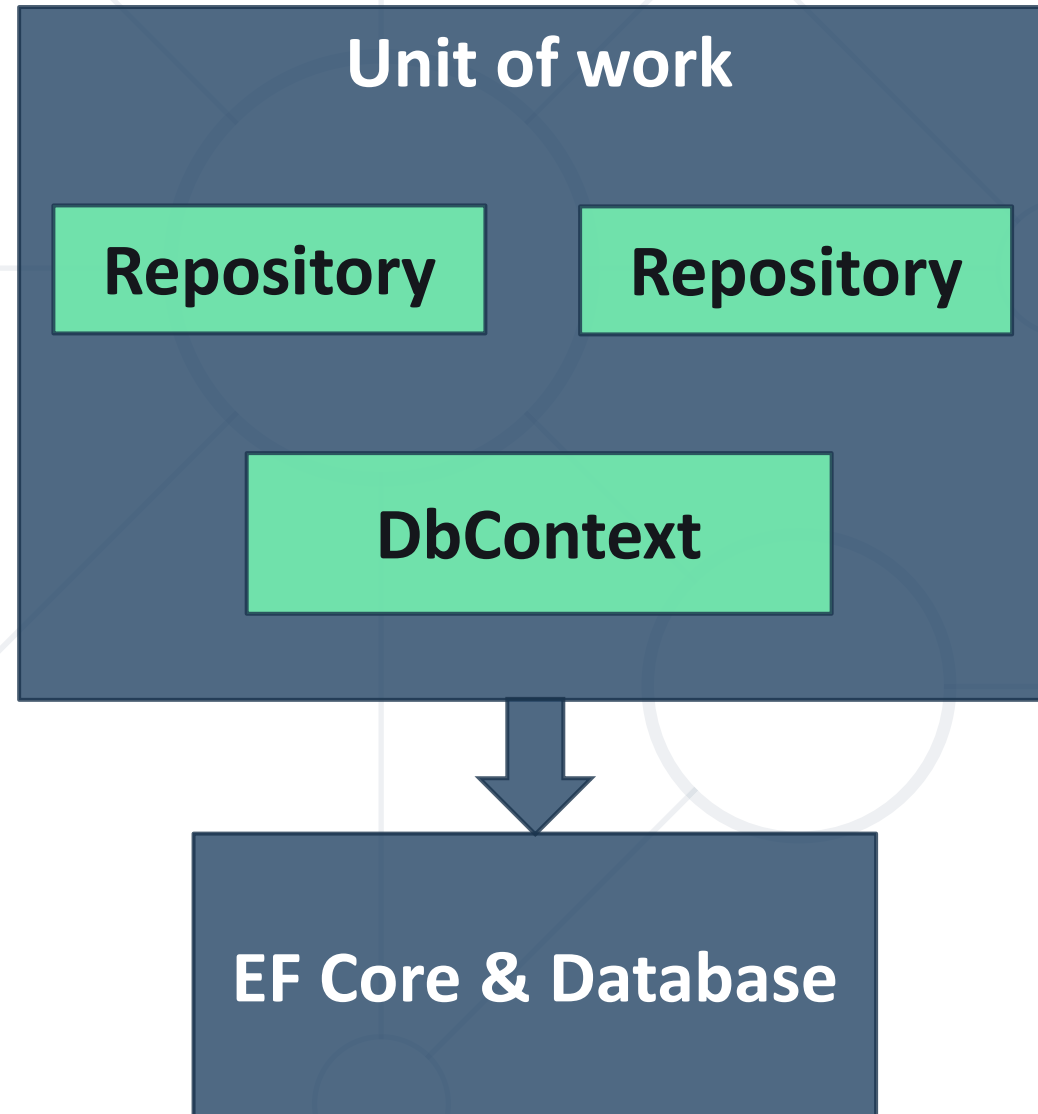 Unit of work
Repository
Repository
DbContext
EF Core & Database